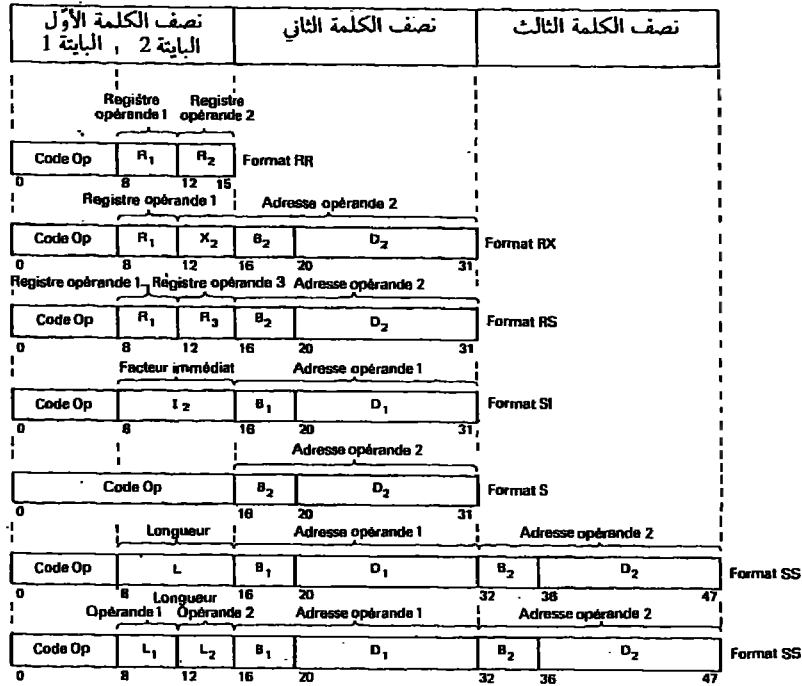 نصف الكلمة الأوّل نصف الكلمة الثاني نصف الكلمة الثالث
البايتة 1 البايتة 2
Registre opérande 1 Registre opérande 2
Code Op R1 R2 Format RR
0 8 12 15
Registre opérande 1 Adresse opérande 2
Code Op R1 X2 B2 D2 Format RX
0 8 12 16 20 31
Registre opérande 1 Registre opérande 3 Adresse opérande 2
Code Op R1 R3 B2 D2 Format RS
0 8 12 16 20 31
Facteur immédiat Adresse opérande 1
Code Op I2 B1 D1 Format SI
0 8 16 20 31
Adresse opérande 2
Code Op B2 D2 Format S
0 16 20 31
Longueur Adresse opérande 1 Adresse opérande 2
Code Op L B1 D1 B2 D2 Format SS
0 8 16 20 32 36 47
Longueur
Opérande 1 Opérande 2 Adresse opérande 1 Adresse opérande 2
Code Op L1 L2 B1 D1 B2 D2 Format SS
0 8 12 16 20 32 36 47